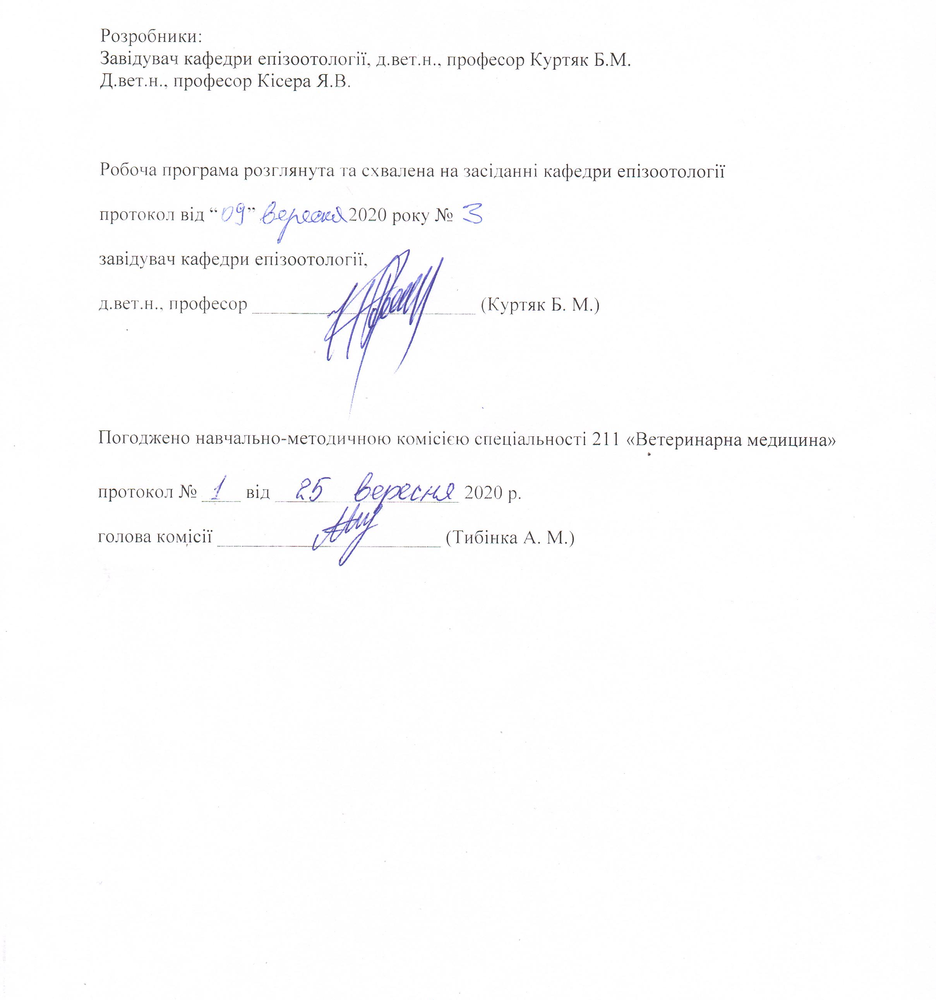 Розробники:
Завідувач кафедри епізоотології, д.вет.н., професор Куртяк Б.М.
Д.вет.н., професор Кісера Я.В.
Робоча програма розглянута та схвалена на засіданні кафедри епізоотології
протокол від “09” вересня 2020 року № 3
завідувач кафедри епізоотології,
д.вет.н., професор ______________________ (Куртяк Б. М.)
Погоджено навчально-методичною комісією спеціальності 211 «Ветеринарна медицина»
протокол № 1 від 25 вересня 2020 р.
голова комісії ______________________ (Тибінка А. М.)